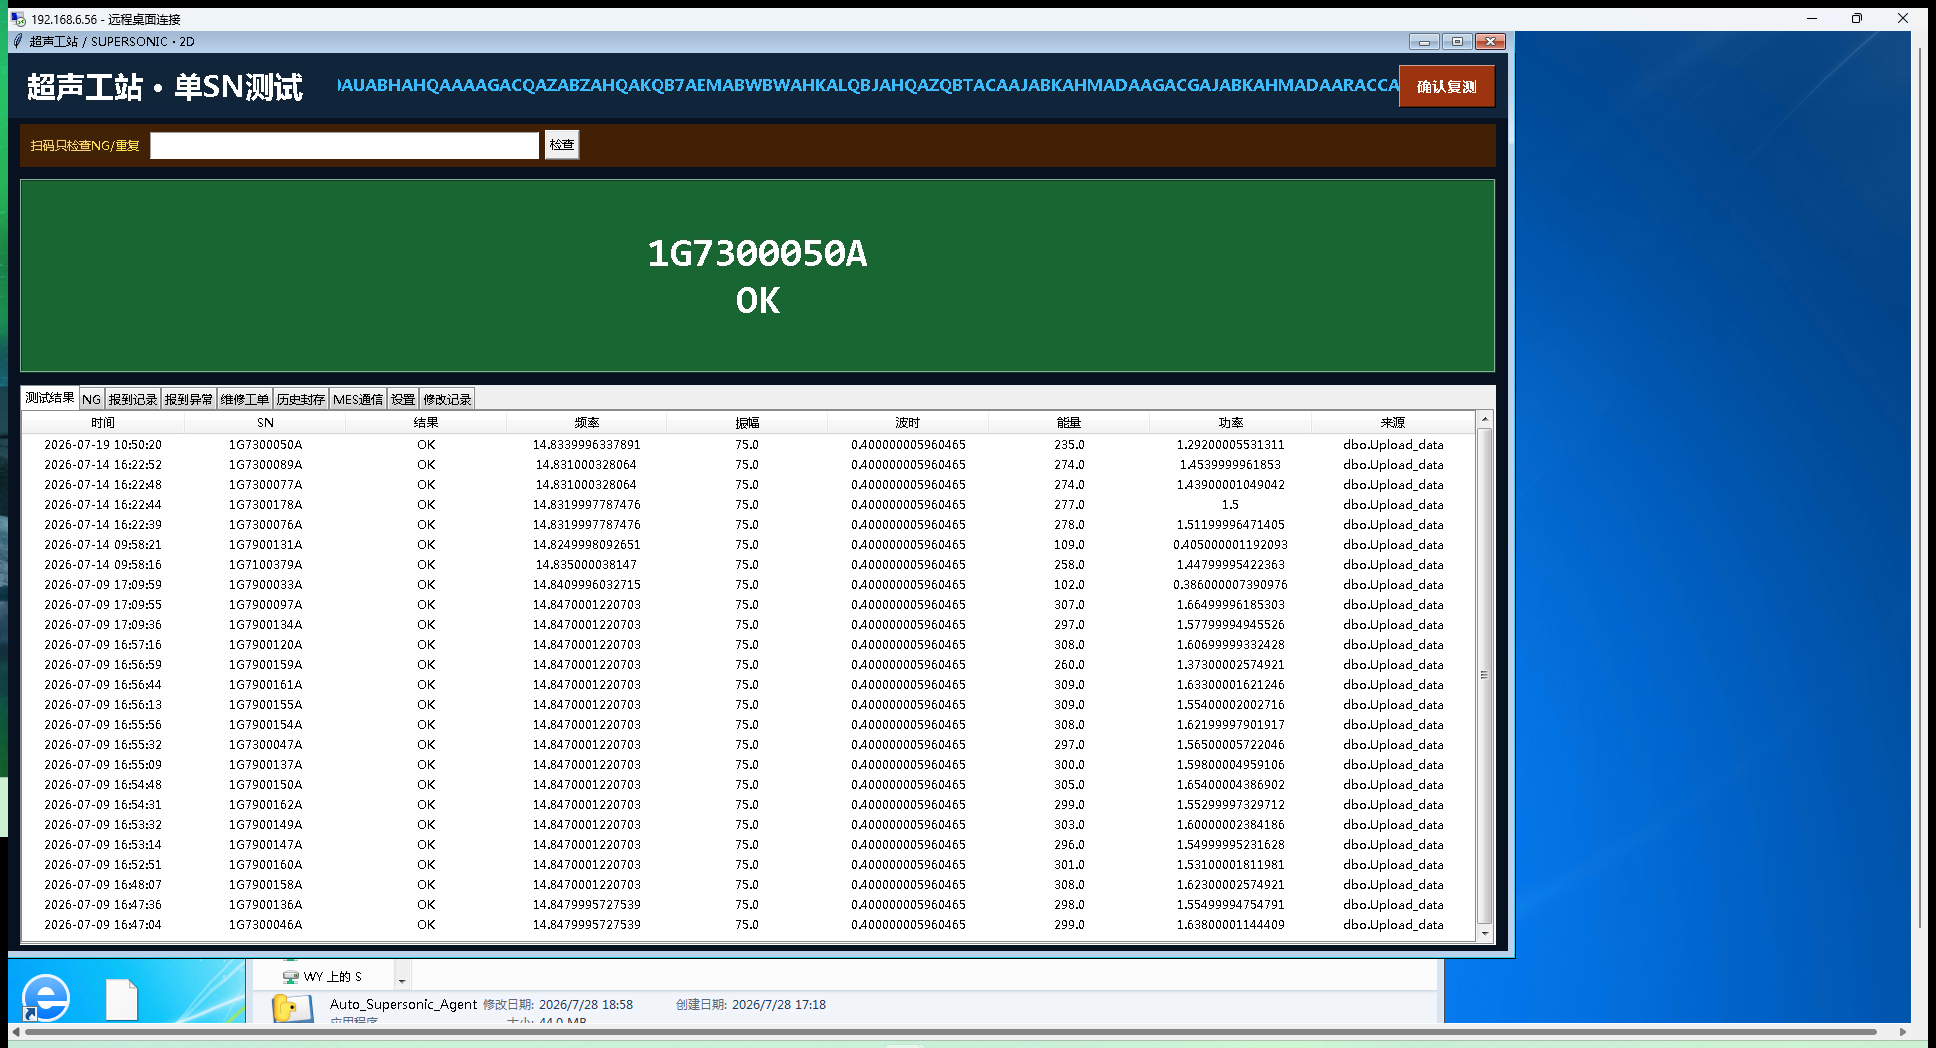 192.168.6.56 - 远程桌面连接
超声工站 / SUPERSONIC · 2D
超声工站 · 单SN测试
AUABHAHQAAAAGACQAZABZAHQAKQB7AEMABWBWAHKALQBJAHQAZQBTACAAJABKAHMADAAGACGAJABKAHMADAARACCA
确认复测
扫码只检查NG/重复
检查
1G7300050A
OK
测试结果 NG 报到记录 报到异常 维修工单 历史封存 MES通信 设置 修改记录
时间 SN 结果 频率 振幅 波时 能量 功率 来源
2026-07-19 10:50:20 1G7300050A OK 14.8339996337891 75.0 0.400000005960465 235.0 1.29200005531311 dbo.Upload_data
2026-07-14 16:22:52 1G7300089A OK 14.831000328064 75.0 0.400000005960465 274.0 1.4539999961853 dbo.Upload_data
2026-07-14 16:22:48 1G7300077A OK 14.831000328064 75.0 0.400000005960465 274.0 1.43900001049042 dbo.Upload_data
2026-07-14 16:22:44 1G7300178A OK 14.8319997787476 75.0 0.400000005960465 277.0 1.5 dbo.Upload_data
2026-07-14 16:22:39 1G7300076A OK 14.8319997787476 75.0 0.400000005960465 278.0 1.51199996471405 dbo.Upload_data
2026-07-14 09:58:21 1G7900131A OK 14.8249998092651 75.0 0.400000005960465 109.0 0.405000001192093 dbo.Upload_data
2026-07-14 09:58:16 1G7100379A OK 14.835000038147 75.0 0.400000005960465 258.0 1.44799995422363 dbo.Upload_data
2026-07-09 17:09:59 1G7900033A OK 14.8409996032715 75.0 0.400000005960465 102.0 0.386000007390976 dbo.Upload_data
2026-07-09 17:09:55 1G7900097A OK 14.8470001220703 75.0 0.400000005960465 307.0 1.66499996185303 dbo.Upload_data
2026-07-09 17:09:36 1G7900134A OK 14.8470001220703 75.0 0.400000005960465 297.0 1.57799994945526 dbo.Upload_data
2026-07-09 16:57:16 1G7900120A OK 14.8470001220703 75.0 0.400000005960465 308.0 1.60699999332428 dbo.Upload_data
2026-07-09 16:56:59 1G7900159A OK 14.8470001220703 75.0 0.400000005960465 260.0 1.37300002574921 dbo.Upload_data
2026-07-09 16:56:44 1G7900161A OK 14.8470001220703 75.0 0.400000005960465 309.0 1.63300001621246 dbo.Upload_data
2026-07-09 16:56:13 1G7900155A OK 14.8470001220703 75.0 0.400000005960465 309.0 1.55400002002716 dbo.Upload_data
2026-07-09 16:55:56 1G7900154A OK 14.8470001220703 75.0 0.400000005960465 308.0 1.62199997901917 dbo.Upload_data
2026-07-09 16:55:32 1G7300047A OK 14.8470001220703 75.0 0.400000005960465 297.0 1.56500005722046 dbo.Upload_data
2026-07-09 16:55:09 1G7900137A OK 14.8470001220703 75.0 0.400000005960465 300.0 1.59800004959106 dbo.Upload_data
2026-07-09 16:54:48 1G7900150A OK 14.8470001220703 75.0 0.400000005960465 305.0 1.65400004386902 dbo.Upload_data
2026-07-09 16:54:31 1G7900162A OK 14.8470001220703 75.0 0.400000005960465 299.0 1.55299997329712 dbo.Upload_data
2026-07-09 16:53:32 1G7900149A OK 14.8470001220703 75.0 0.400000005960465 303.0 1.60000002384186 dbo.Upload_data
2026-07-09 16:53:14 1G7900147A OK 14.8470001220703 75.0 0.400000005960465 296.0 1.54999995231628 dbo.Upload_data
2026-07-09 16:52:51 1G7900160A OK 14.8470001220703 75.0 0.400000005960465 301.0 1.53100001811981 dbo.Upload_data
2026-07-09 16:48:07 1G7900158A OK 14.8470001220703 75.0 0.400000005960465 308.0 1.62300002574921 dbo.Upload_data
2026-07-09 16:47:36 1G7900136A OK 14.8479995727539 75.0 0.400000005960465 298.0 1.55499994754791 dbo.Upload_data
2026-07-09 16:47:04 1G7300046A OK 14.8479995727539 75.0 0.400000005960465 299.0 1.63800001144409 dbo.Upload_data
WY 上的 S
Auto_Supersonic_Agent 修改日期: 2026/7/28 18:58 创建日期: 2026/7/28 17:18
应用程序 大小: 44.0 MB